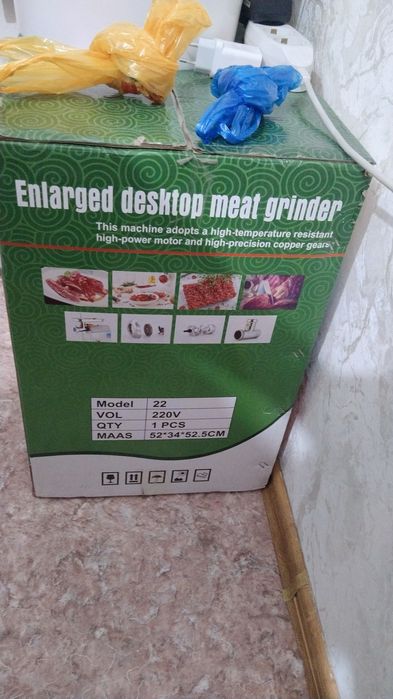 Enlarged desktop meat grinder
This machine adopts a high-temperature resistant
high-power motor and high-precision copper gears
Model 22
VOL 220V
QTY 1 PCS
MAAS 52*34*52.5CM